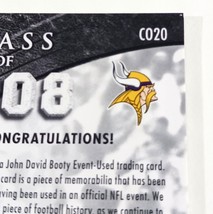 ASS
CO20
OF
08
CONGRATULATIONS!
a John David Booty Event-Used trading card.
card is a piece of memorabilia that has been
aving been used in an official NFL event. We
piece of football history, as we continue to